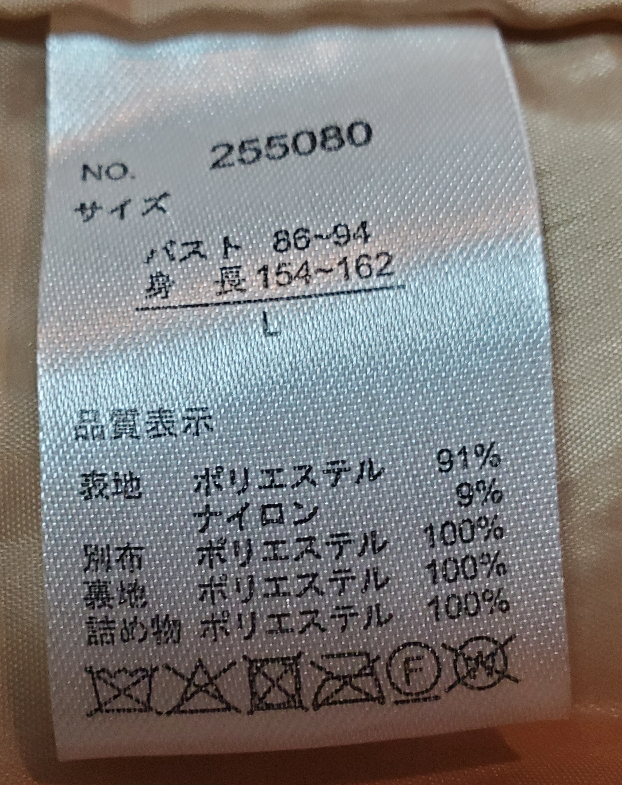 NO. 255080
サイズ
バスト 86~94
身 長 154~162
L
品質表示
表地 ポリエステル 91%
ナイロン 9%
別布 ポリエステル 100%
裏地 ポリエステル 100%
詰め物 ポリエステル 100%
F W